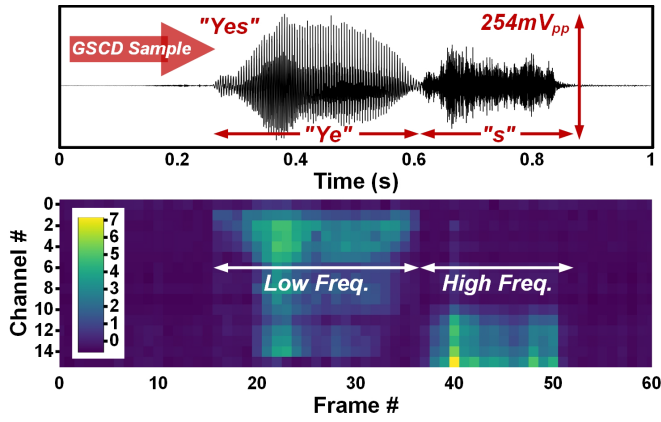 "Yes"
254mVpp
GSCD Sample
"Ye"
"s"
0 0.2 0.4 0.6 0.8 1
Time (s)
0
2
4
6
8
10
12
14
Channel #
7
6
5
4
3
2
1
0
Low Freq.
High Freq.
0 10 20 30 40 50 60
Frame #